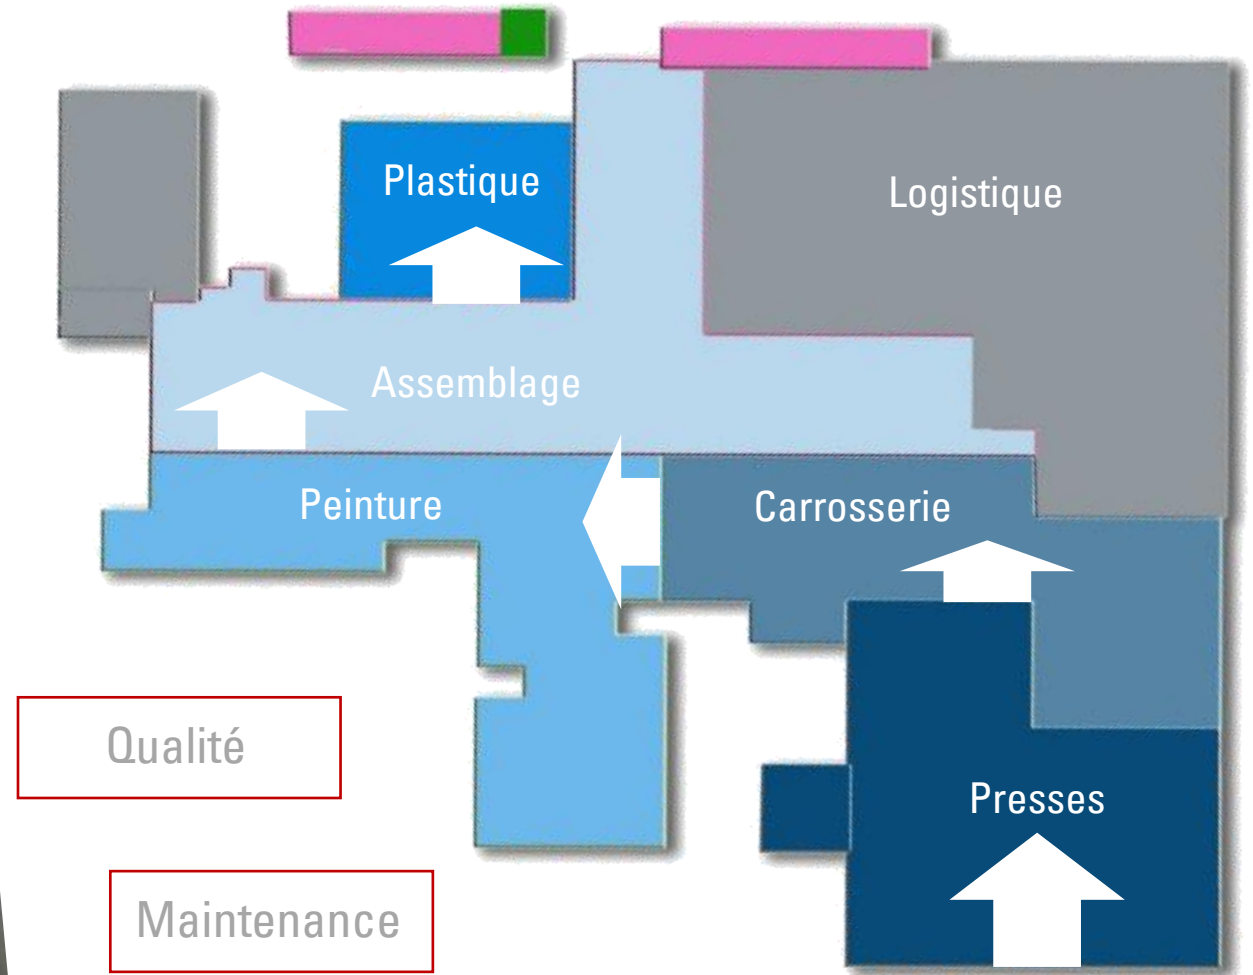 Plastique
Logistique
Assemblage
Peinture
Carrosserie
Qualité
Presses
Maintenance